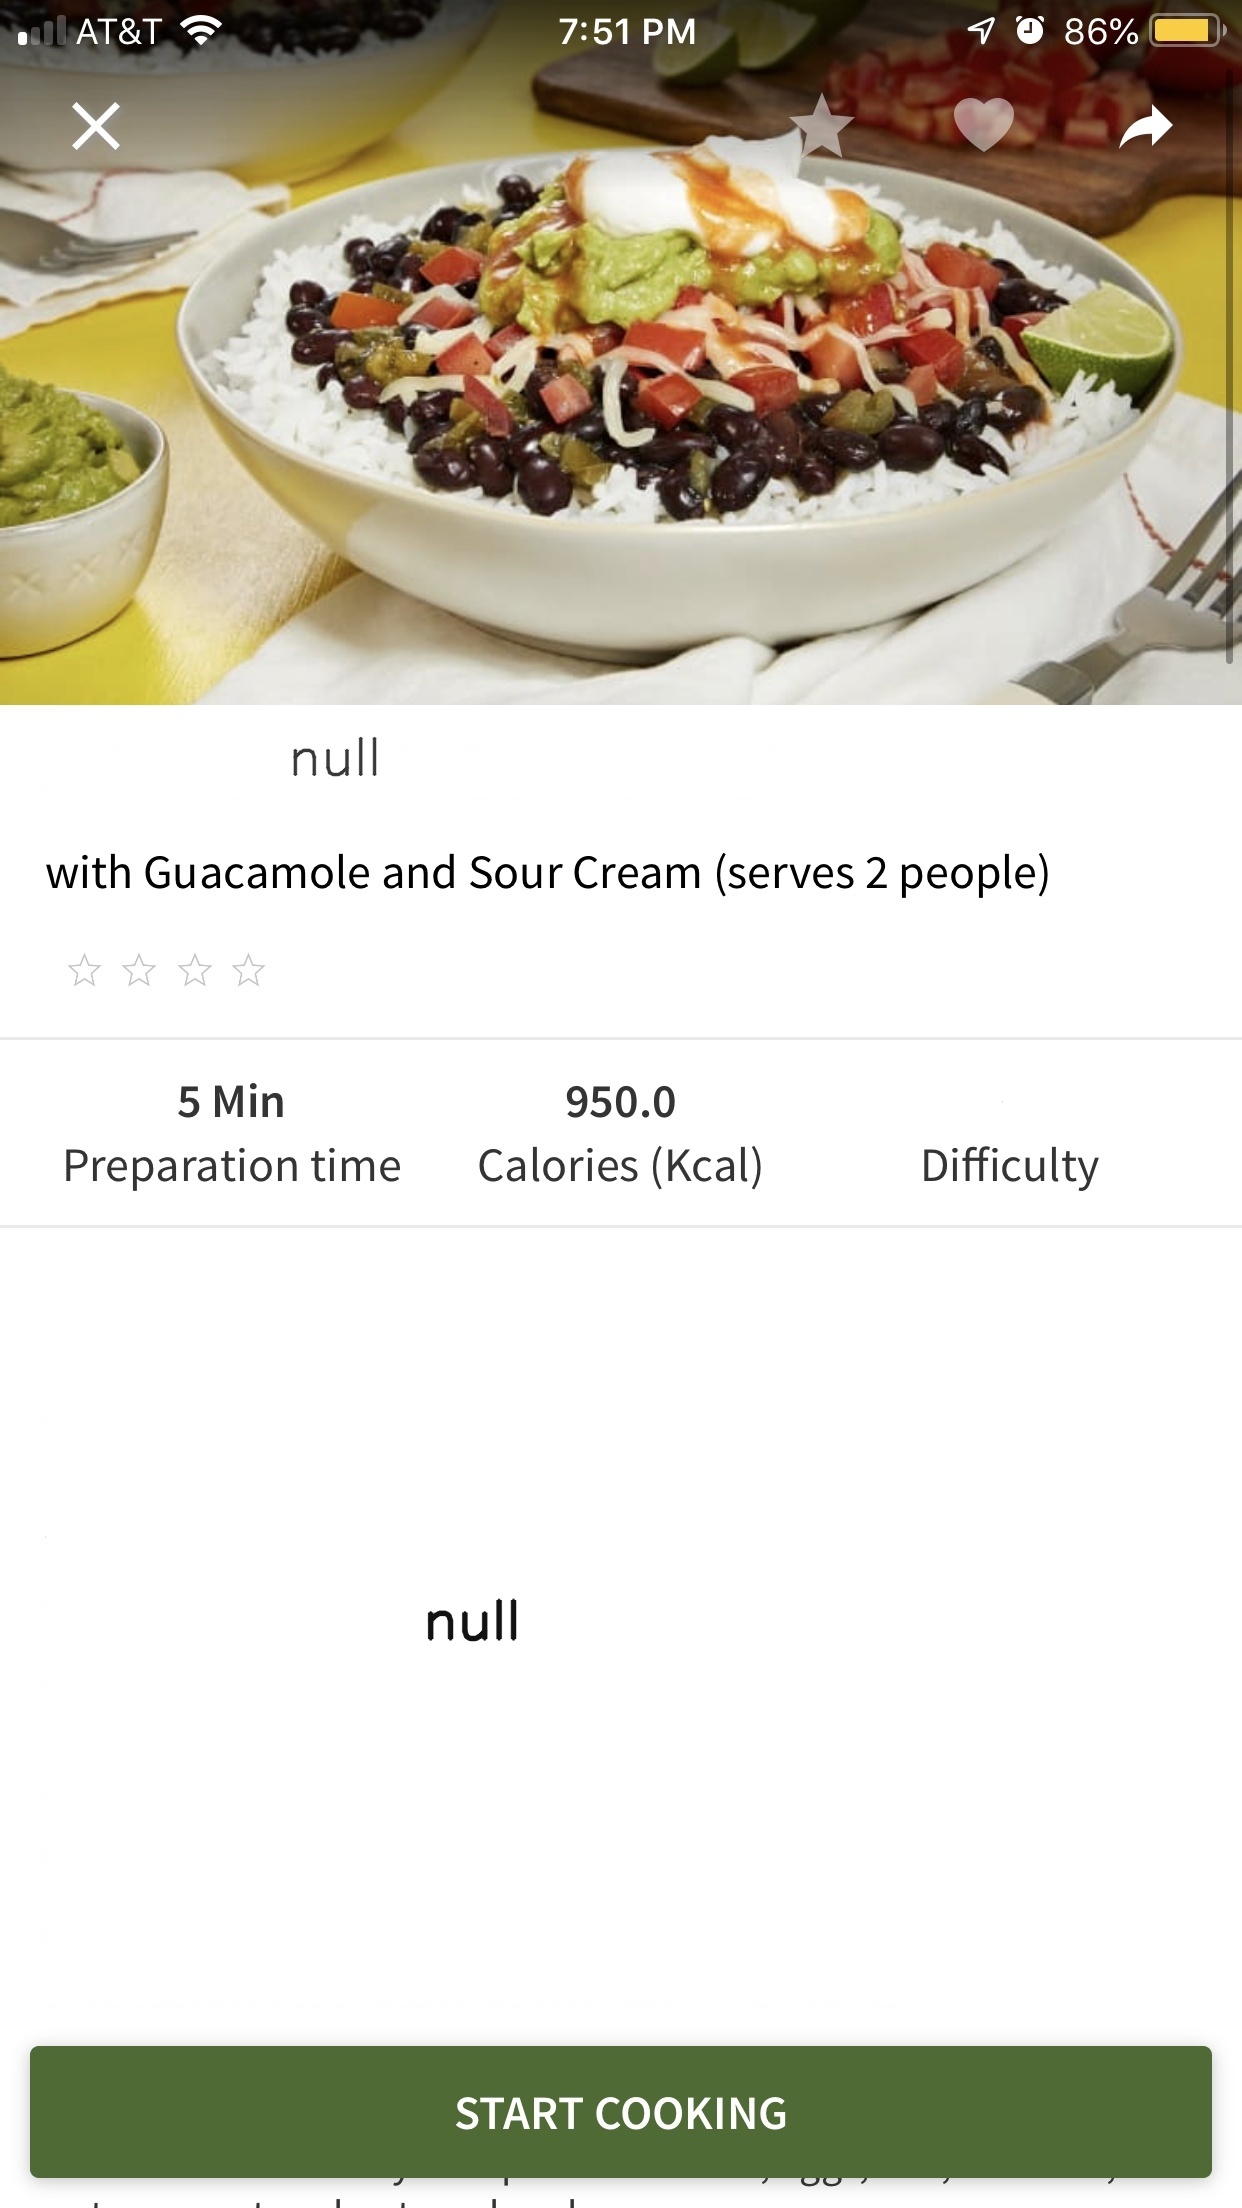 AT&T 7:51 PM 86%
null
with Guacamole and Sour Cream (serves 2 people)
5 Min 950.0
Preparation time Calories (Kcal) Difficulty
null
START COOKING